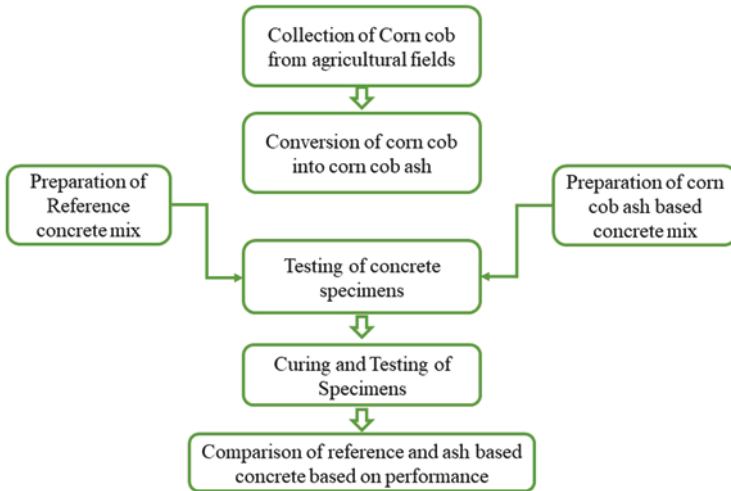 Collection of Corn cob
from agricultural fields
Conversion of corn cob
into corn cob ash
Preparation of
Reference
concrete mix
Preparation of corn
cob ash based
concrete mix
Testing of concrete
specimens
Curing and Testing of
Specimens
Comparison of reference and ash based
concrete based on performance